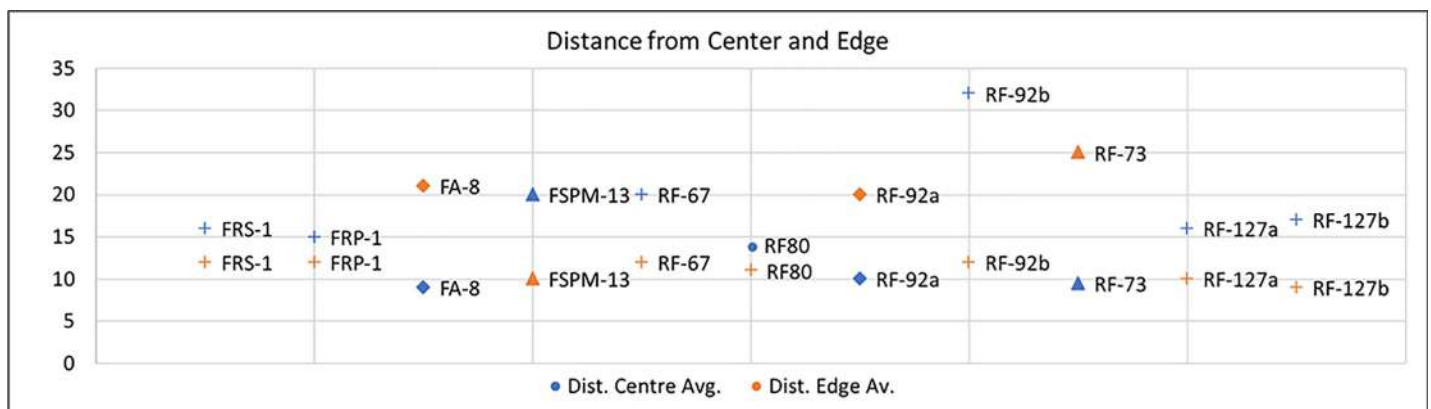 Distance from Center and Edge
35
30
25
20
15
10
5
0
RF-92b
RF-73
FA-8
FSPM-13
RF-67
RF-92a
FRS-1
FRP-1
RF80
RF-127a
RF-127b
FRS-1
FRP-1
FA-8
FSPM-13
RF-67
RF80
RF-92a
RF-92b
RF-73
RF-127a
RF-127b
Dist. Centre Avg.
Dist. Edge Av.